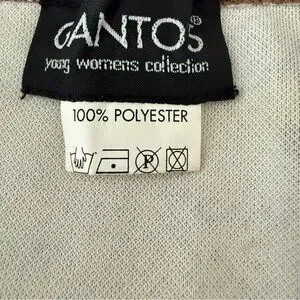 CANTOS®
young womens collection
100% POLYESTER
P